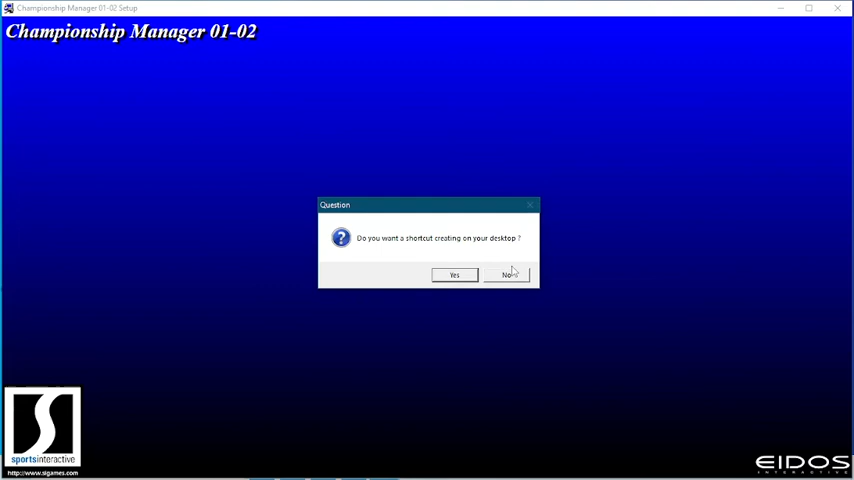 Championship Manager 01-02 Setup
Championship Manager 01-02
Question
Do you want a shortcut creating on your desktop ?
Yes
No
sportsinteractive
http://www.sigames.com
EIDOS
INTERACTIVE